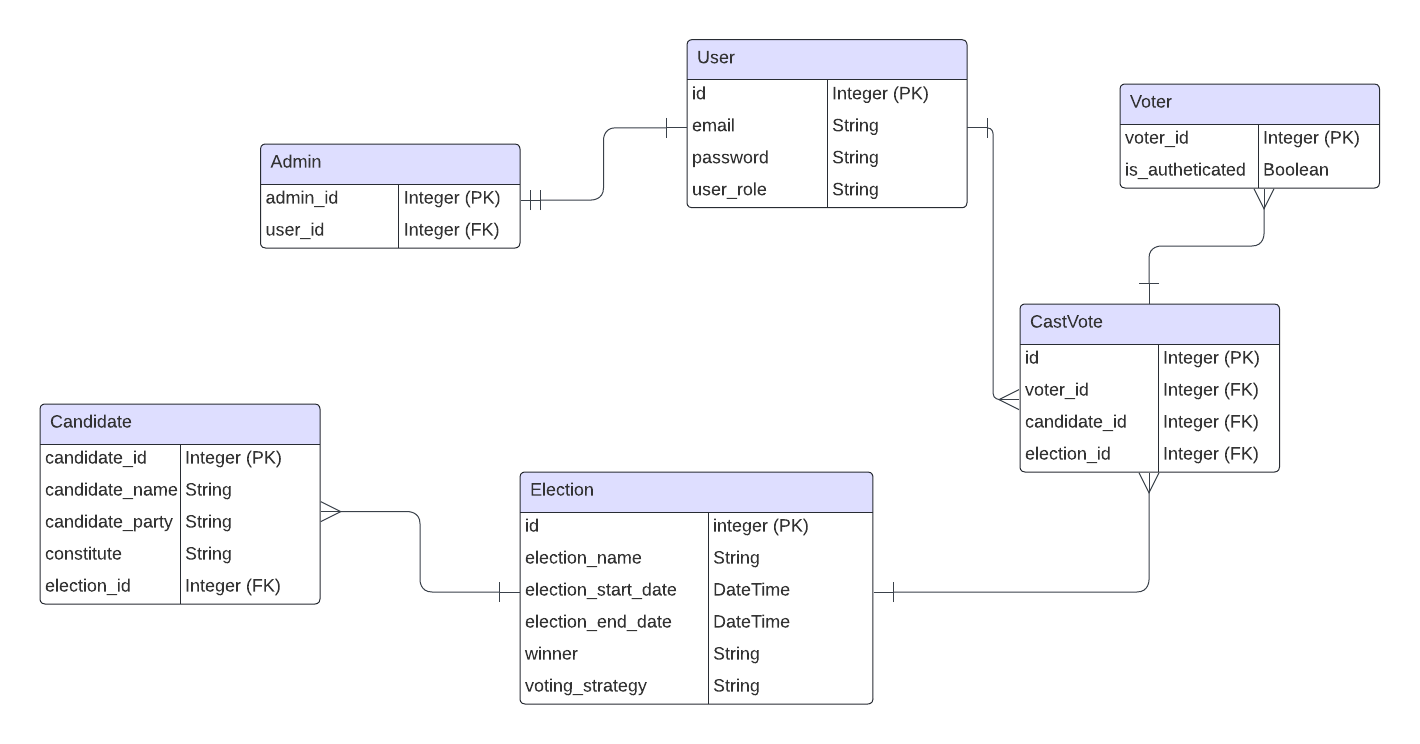 User
id Integer (PK)
email String
password String
user_role String
Voter
voter_id Integer (PK)
is_autheticated Boolean
Admin
admin_id Integer (PK)
user_id Integer (FK)
CastVote
id Integer (PK)
voter_id Integer (FK)
candidate_id Integer (FK)
election_id Integer (FK)
Candidate
candidate_id Integer (PK)
candidate_name String
candidate_party String
constitute String
election_id Integer (FK)
Election
id integer (PK)
election_name String
election_start_date DateTime
election_end_date DateTime
winner String
voting_strategy String